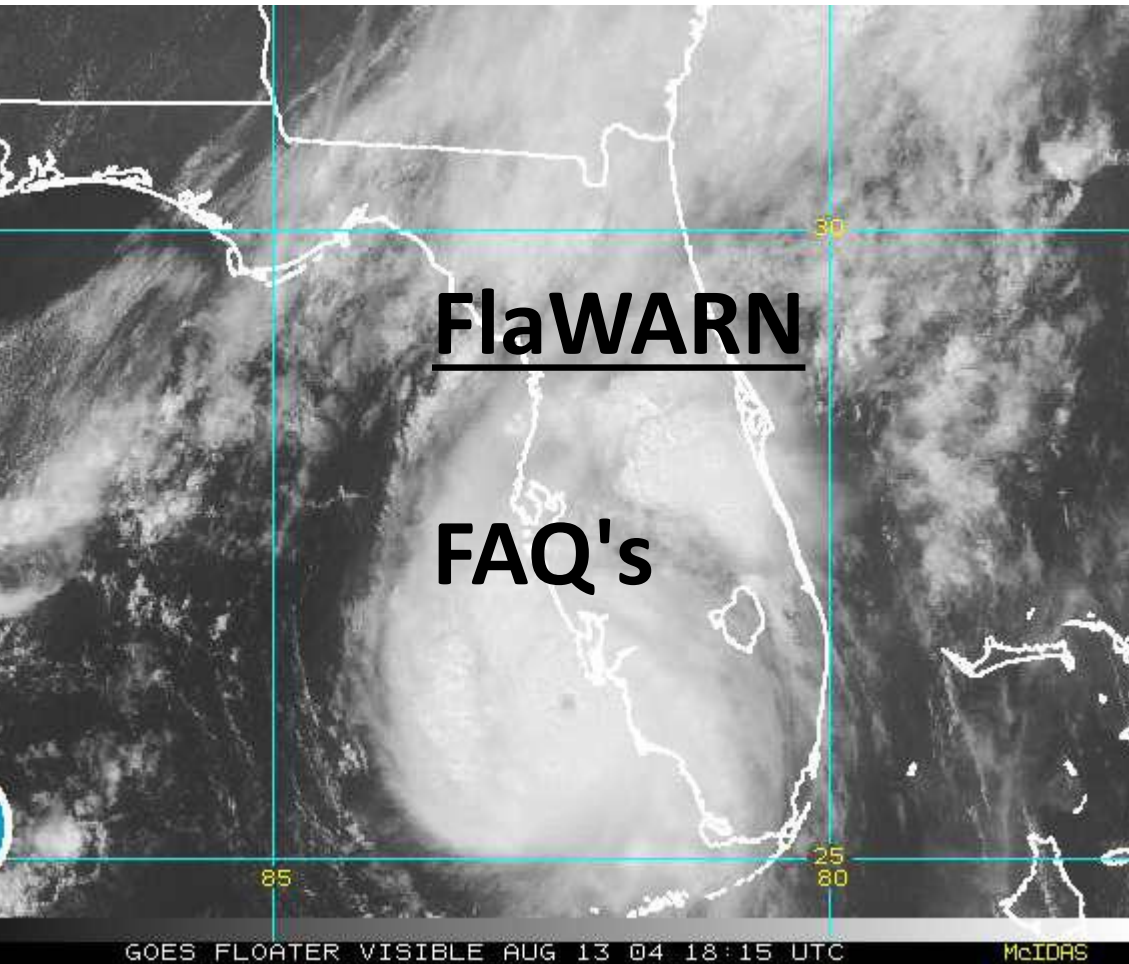 30
FlaWARN
FAQ's
25
85 80
GOES FLOATER VISIBLE AUG 13 04 18:15 UTC McIDAS